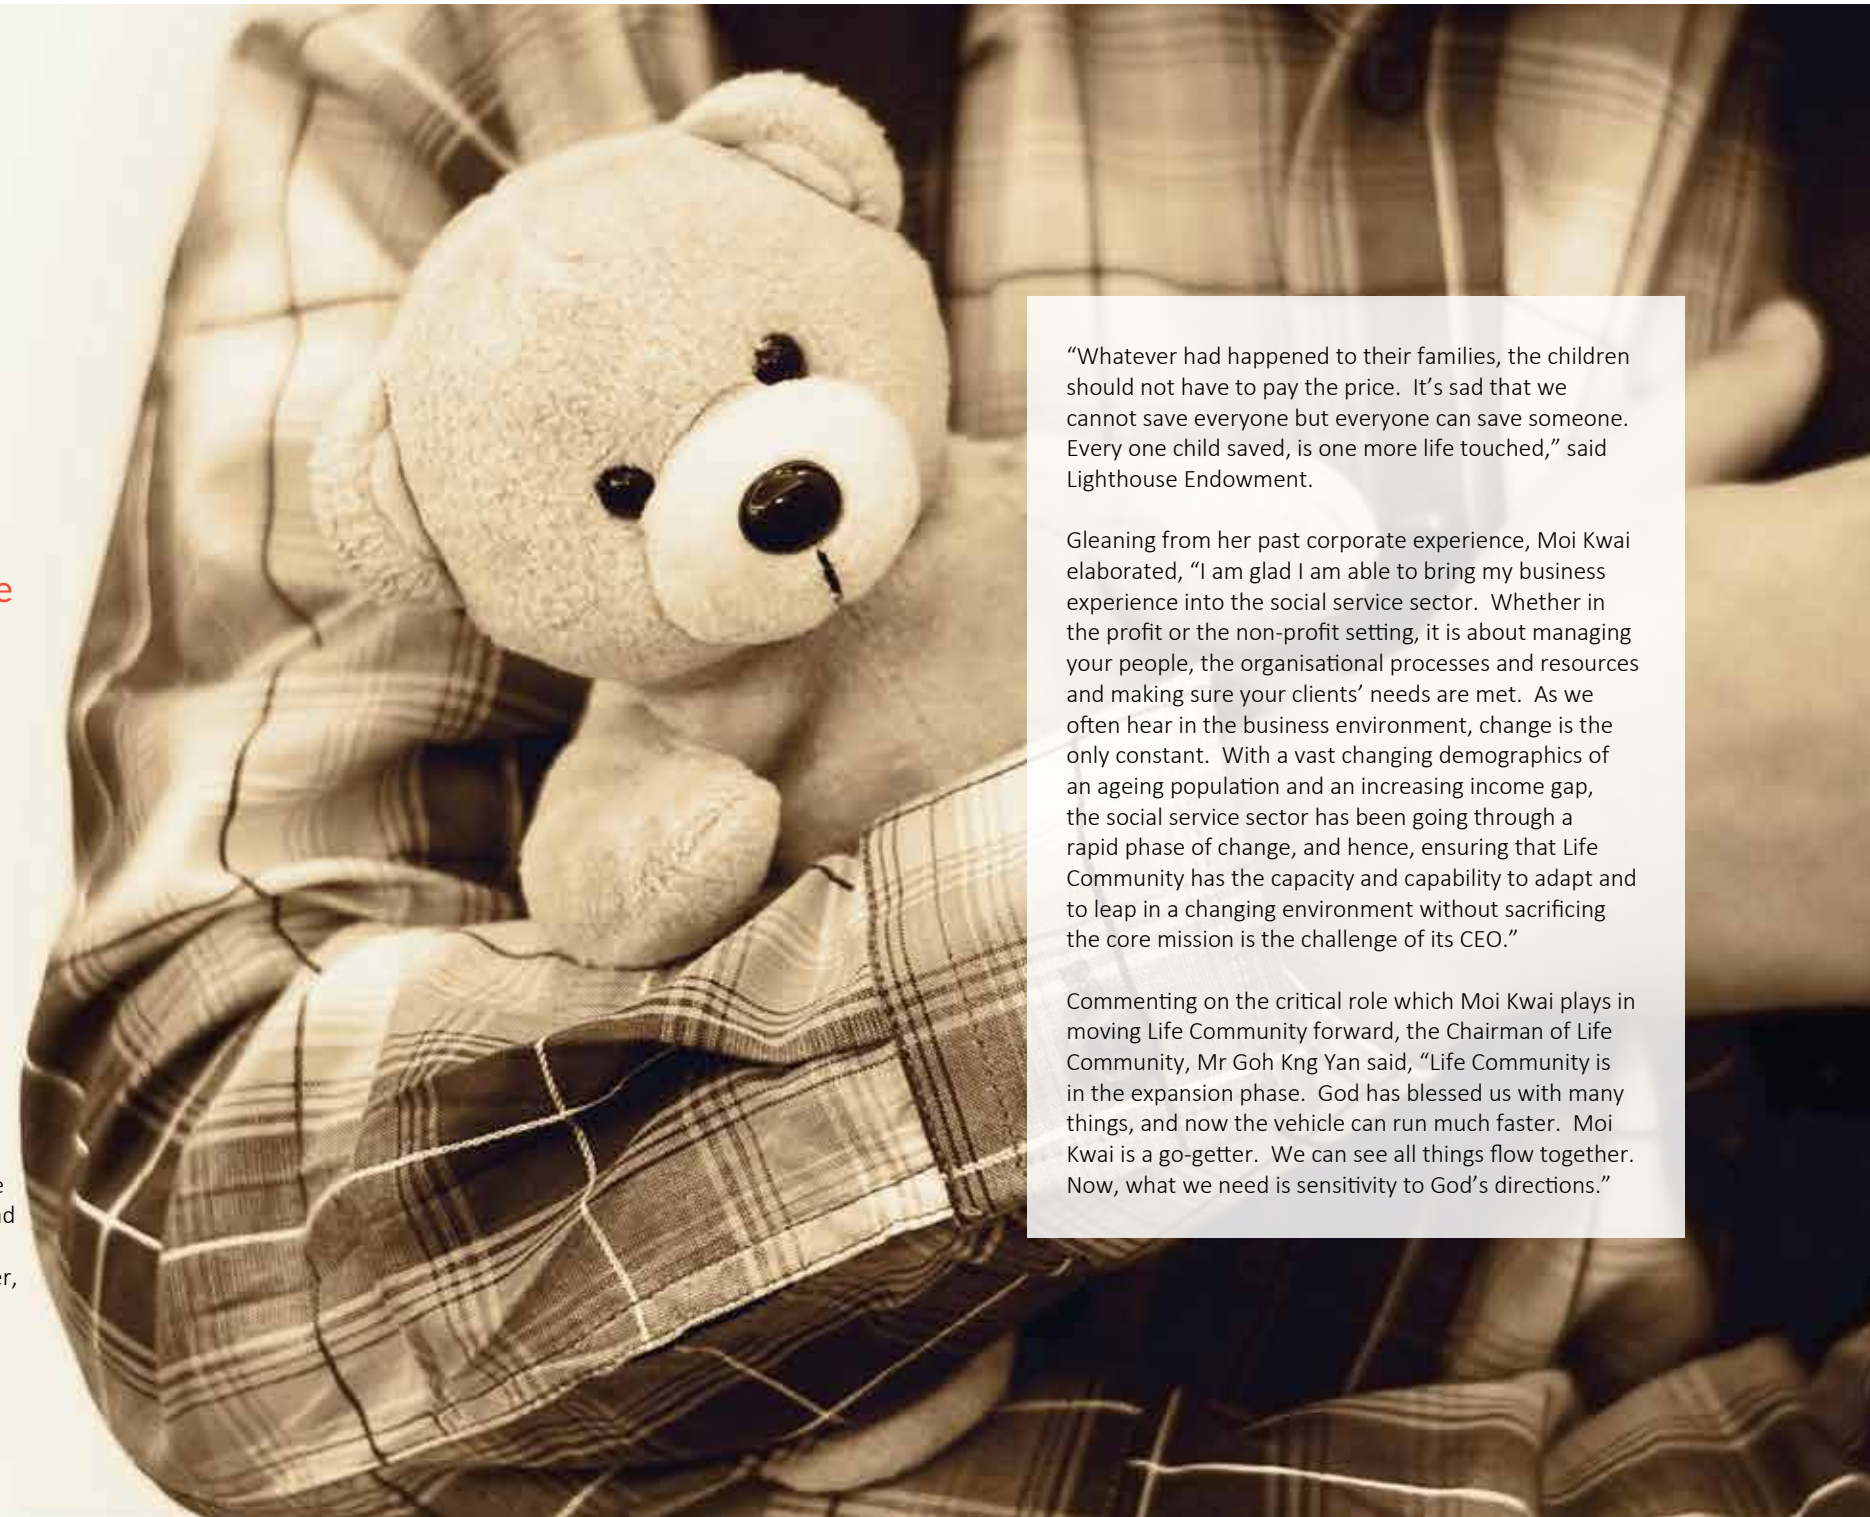 e
e
nd
er,
“Whatever had happened to their families, the children
should not have to pay the price.  It’s sad that we
cannot save everyone but everyone can save someone.
Every one child saved, is one more life touched,” said
Lighthouse Endowment.
Gleaning from her past corporate experience, Moi Kwai
elaborated, “I am glad I am able to bring my business
experience into the social service sector.  Whether in
the profit or the non-profit setting, it is about managing
your people, the organisational processes and resources
and making sure your clients’ needs are met.  As we
often hear in the business environment, change is the
only constant.  With a vast changing demographics of
an ageing population and an increasing income gap,
the social service sector has been going through a
rapid phase of change, and hence, ensuring that Life
Community has the capacity and capability to adapt and
to leap in a changing environment without sacrificing
the core mission is the challenge of its CEO.”
Commenting on the critical role which Moi Kwai plays in
moving Life Community forward, the Chairman of Life
Community, Mr Goh Kng Yan said, “Life Community is
in the expansion phase.  God has blessed us with many
things, and now the vehicle can run much faster.  Moi
Kwai is a go-getter.  We can see all things flow together.
Now, what we need is sensitivity to God’s directions.”